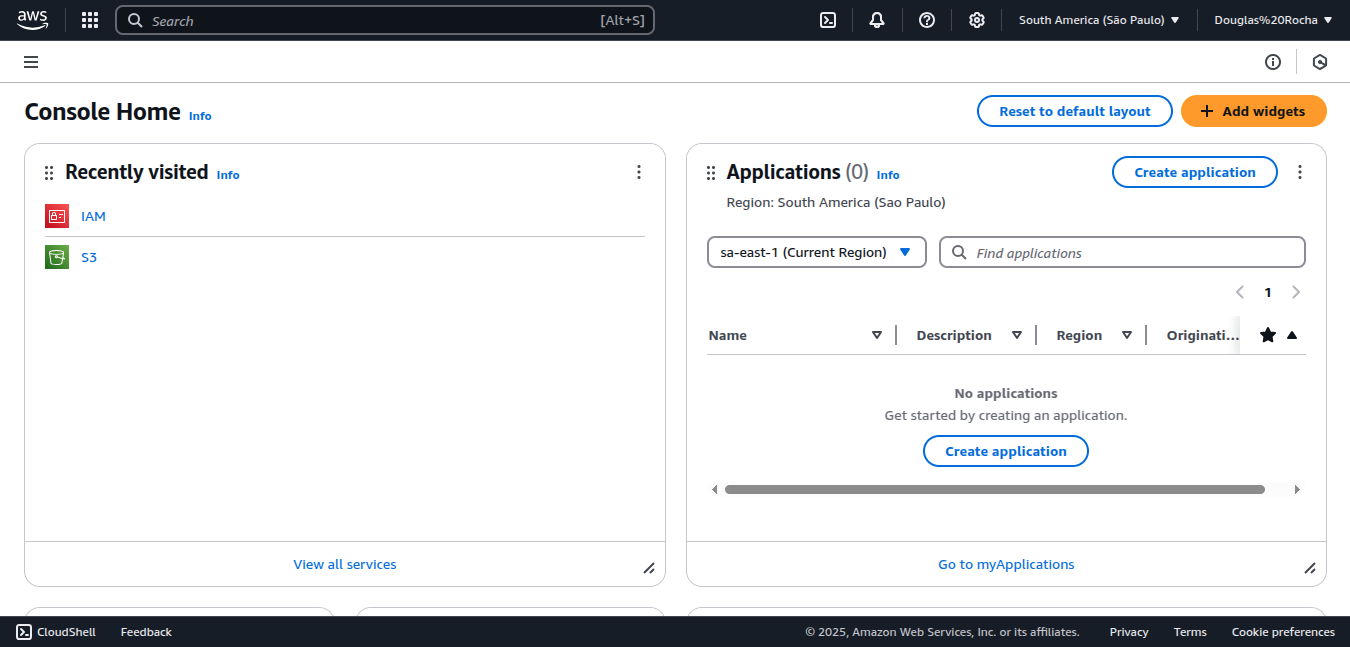 aws
Search [Alt+S]
South America (São Paulo)
Douglas%20Rocha
Console Home Info
Reset to default layout
Add widgets
Recently visited Info
IAM
S3
View all services
Applications (0) Info
Create application
Region: South America (Sao Paulo)
sa-east-1 (Current Region)
Find applications
1
Name Description Region Originati...
No applications
Get started by creating an application.
Create application
Go to myApplications
CloudShell Feedback © 2025, Amazon Web Services, Inc. or its affiliates. Privacy Terms Cookie preferences